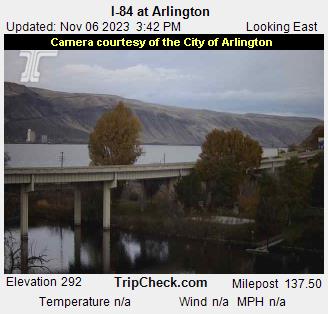 I-84 at Arlington
Updated: Nov 06 2023 3:42 PM Looking East
Camera courtesy of the City of Arlington
Elevation 292 TripCheck.com Milepost 137.50
Temperature n/a Wind n/a MPH n/a